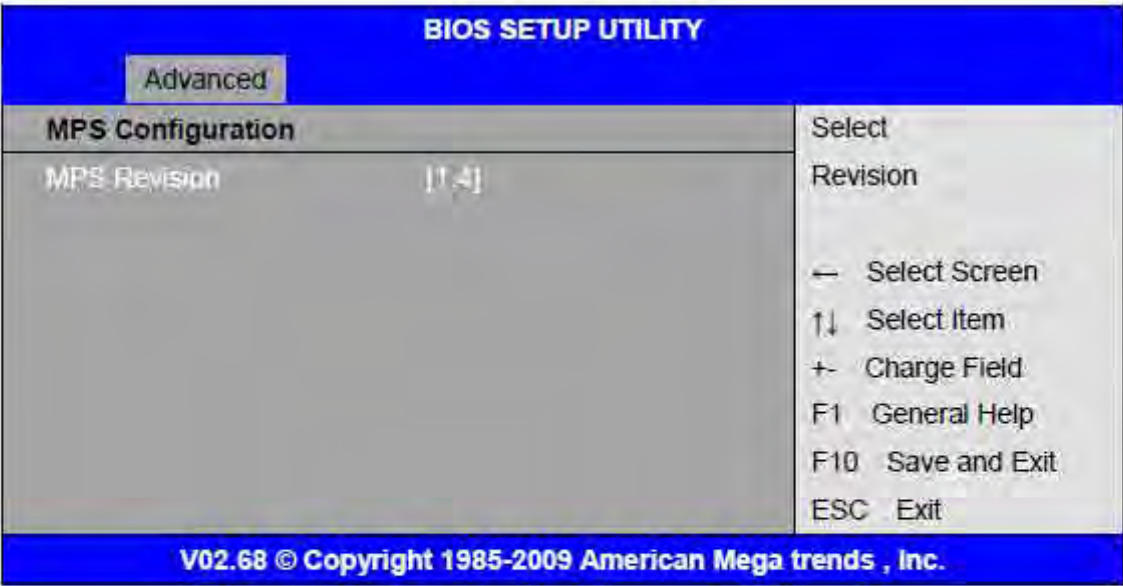 BIOS SETUP UTILITY
Advanced
MPS Configuration
MPS Revision [1.4]
Select
Revision
← Select Screen
↑↓ Select Item
+- Charge Field
F1 General Help
F10 Save and Exit
ESC Exit
V02.68 © Copyright 1985-2009 American Mega trends , Inc.